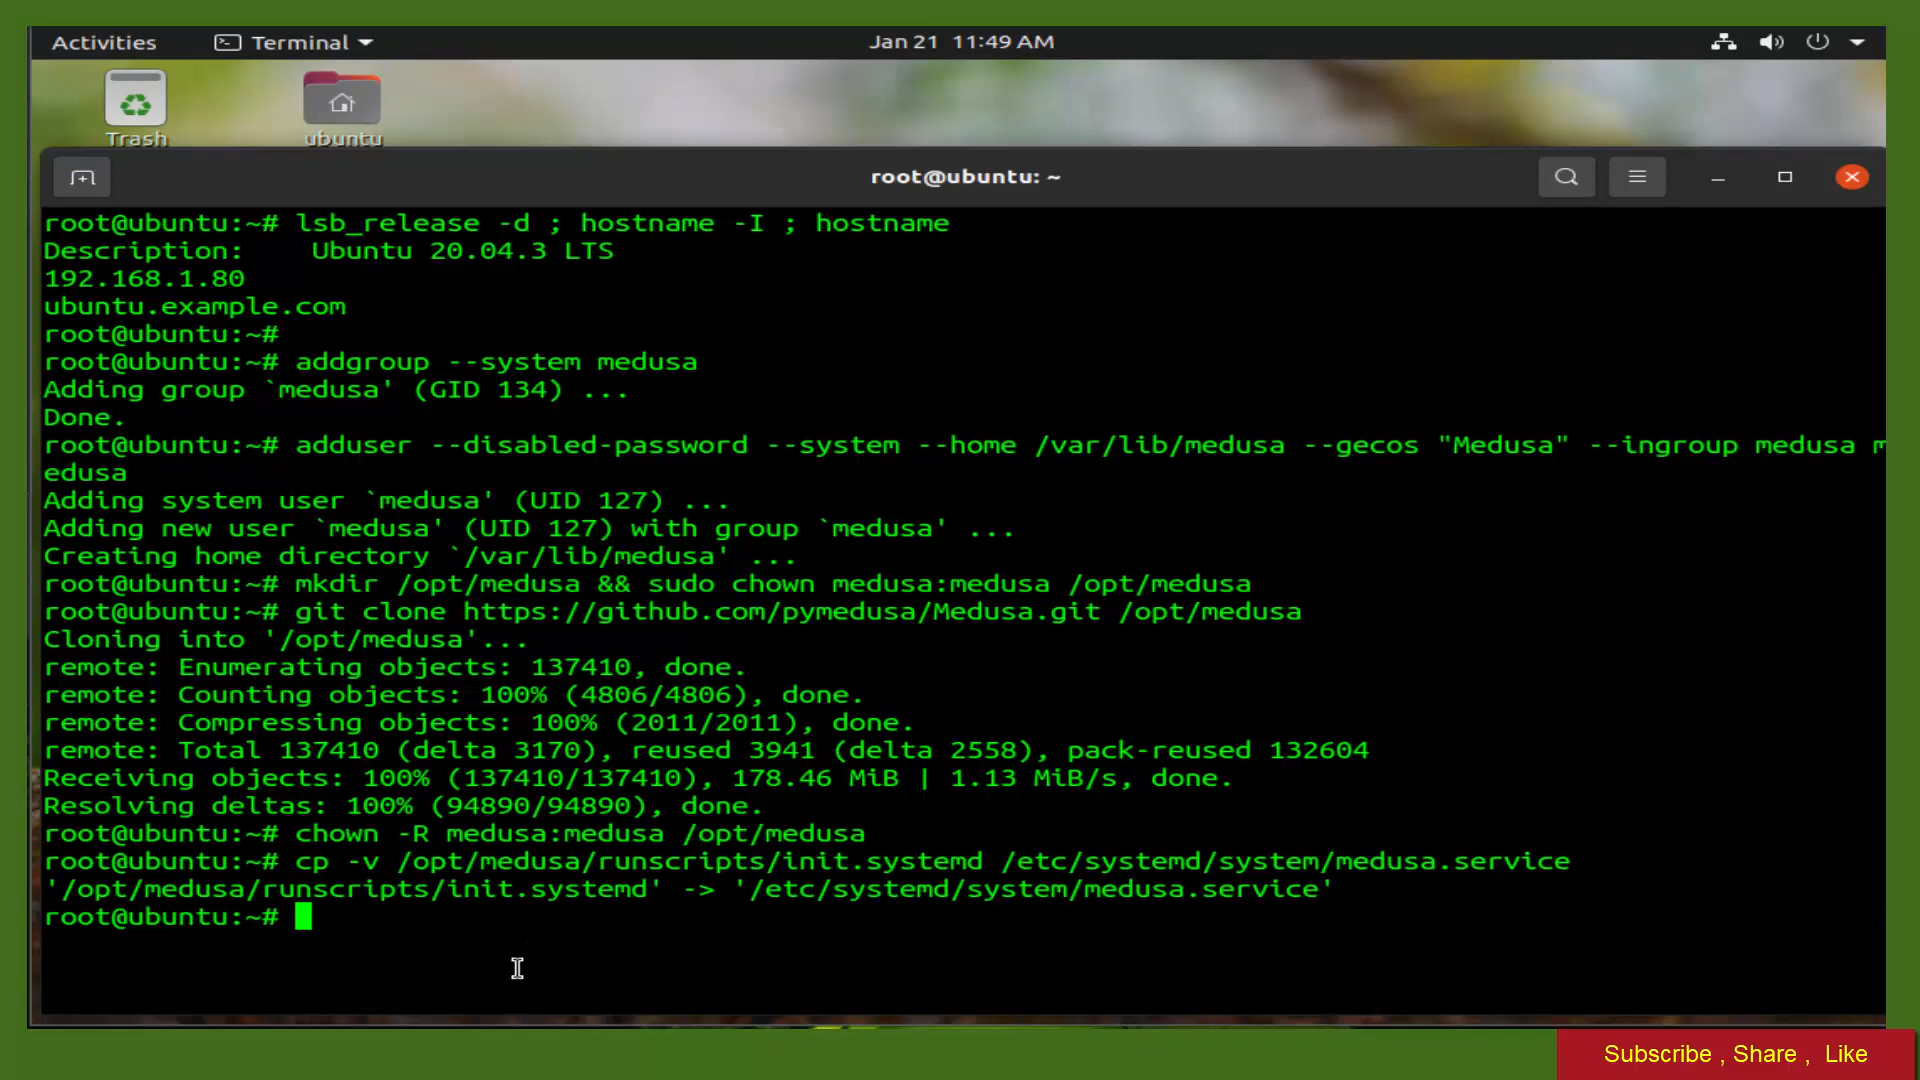 Activities
Terminal
Jan 21 11:49 AM
Trash
ubuntu
root@ubuntu: ~
root@ubuntu:~# lsb_release -d ; hostname -I ; hostname
Description:    Ubuntu 20.04.3 LTS
192.168.1.80
ubuntu.example.com
root@ubuntu:~#
root@ubuntu:~# addgroup --system medusa
Adding group `medusa' (GID 134) ...
Done.
root@ubuntu:~# adduser --disabled-password --system --home /var/lib/medusa --gecos "Medusa" --ingroup medusa m
edusa
Adding system user `medusa' (UID 127) ...
Adding new user `medusa' (UID 127) with group `medusa' ...
Creating home directory `/var/lib/medusa' ...
root@ubuntu:~# mkdir /opt/medusa && sudo chown medusa:medusa /opt/medusa
root@ubuntu:~# git clone https://github.com/pymedusa/Medusa.git /opt/medusa
Cloning into '/opt/medusa'...
remote: Enumerating objects: 137410, done.
remote: Counting objects: 100% (4806/4806), done.
remote: Compressing objects: 100% (2011/2011), done.
remote: Total 137410 (delta 3170), reused 3941 (delta 2558), pack-reused 132604
Receiving objects: 100% (137410/137410), 178.46 MiB | 1.13 MiB/s, done.
Resolving deltas: 100% (94890/94890), done.
root@ubuntu:~# chown -R medusa:medusa /opt/medusa
root@ubuntu:~# cp -v /opt/medusa/runscripts/init.systemd /etc/systemd/system/medusa.service
'/opt/medusa/runscripts/init.systemd' -> '/etc/systemd/system/medusa.service'
root@ubuntu:~#
Subscribe , Share ,  Like